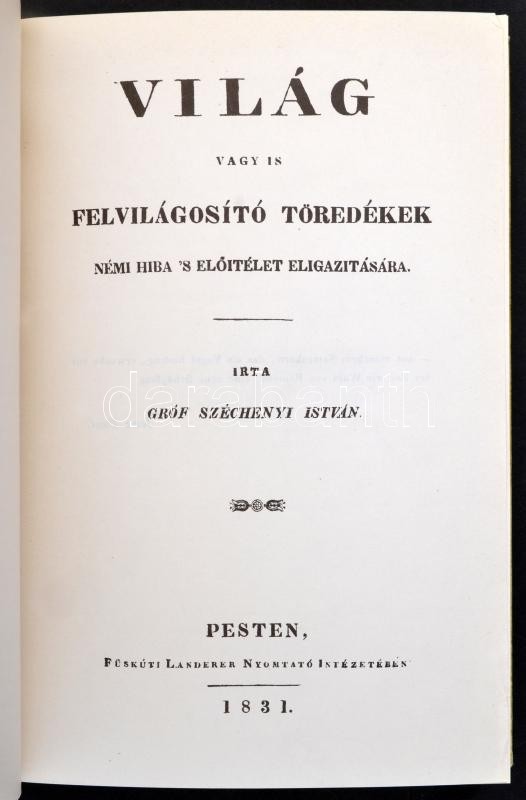 VILÁG
VAGY IS
FELVILÁGOSÍTÓ TÖREDÉKEK
NÉMI HIBA 'S ELŐITÉLET ELIGAZITÁSÁRA.
IRTA
darabanth
GRÓF SZÉCHENYI ISTVÁN.
PESTEN,
FÜSKÚTI LANDERER NYOMTATÓ INTÉZETÉBEN
1831.